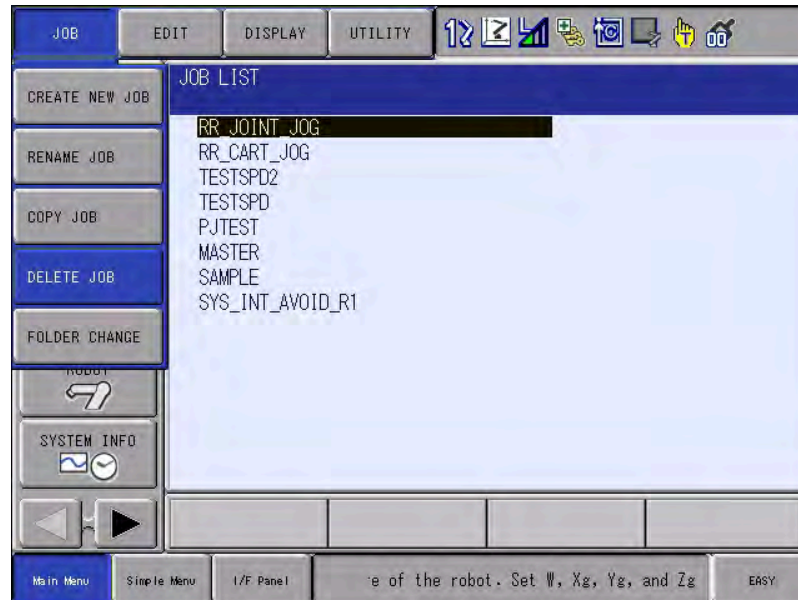 JOB EDIT DISPLAY UTILITY 12
JOB LIST
CREATE NEW JOB
RENAME JOB
COPY JOB
DELETE JOB
FOLDER CHANGE
RR_JOINT_JOG
RR_CART_JOG
TESTSPD2
TESTSPD
PJTEST
MASTER
SAMPLE
SYS_INT_AVOID_R1
ROBOT
SYSTEM INFO
Main Menu Simple Menu I/F Panel e of the robot. Set W, Xg, Yg, and Zg EASY